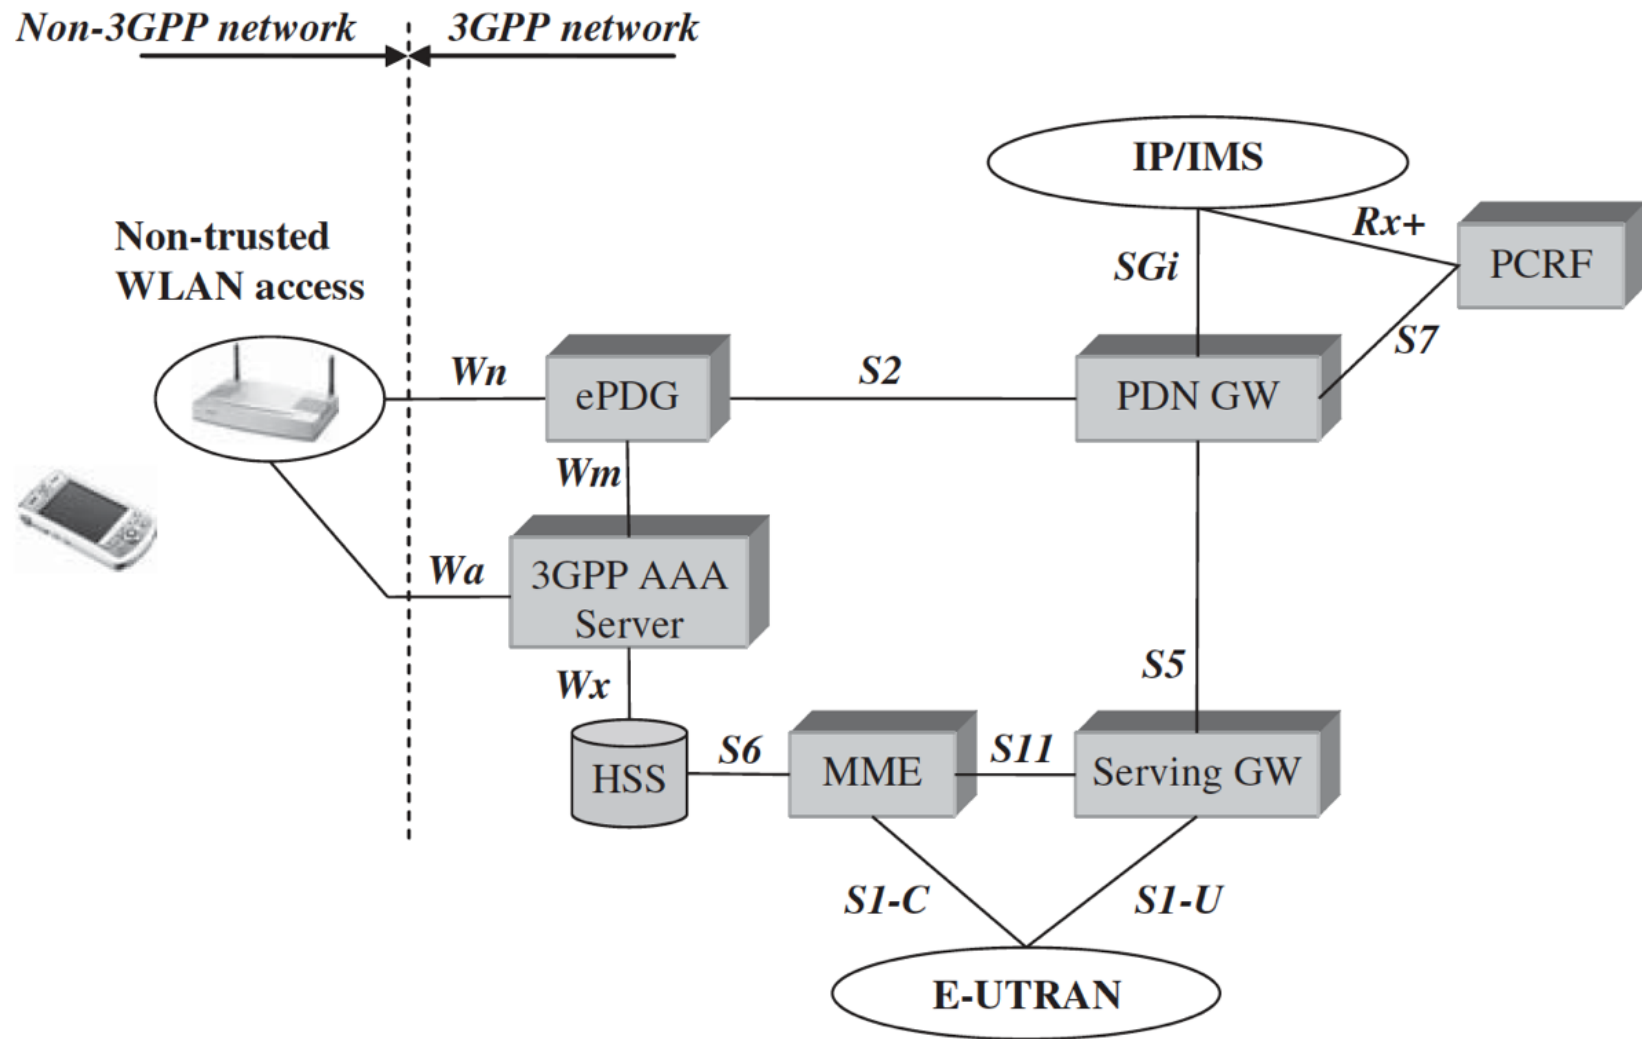 Non-3GPP network
3GPP network
IP/IMS
Rx+
PCRF
SGi
Non-trusted
WLAN access
S7
Wn
ePDG
S2
PDN GW
Wm
Wa
3GPP AAA
Server
Wx
S5
HSS
S6
MME
S11
Serving GW
S1-C
S1-U
E-UTRAN